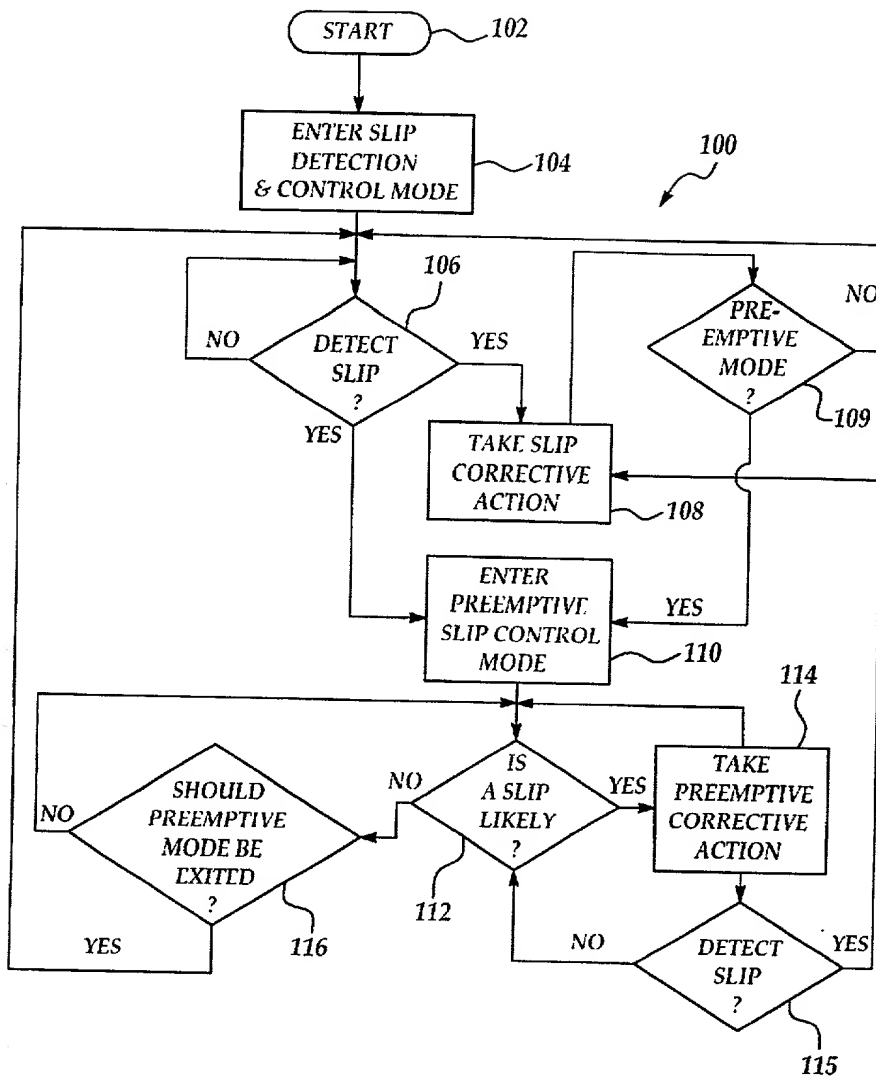 START
102
ENTER SLIP
DETECTION
& CONTROL MODE
104
100
106
NO
DETECT
SLIP
?
YES
YES
PRE-
EMPTIVE
MODE
?
NO
109
TAKE SLIP
CORRECTIVE
ACTION
108
ENTER
PREEMPTIVE
SLIP CONTROL
MODE
YES
110
114
NO
SHOULD
PREEMPTIVE
MODE BE
EXITED
?
NO
IS
A SLIP
LIKELY
?
YES
TAKE
PREEMPTIVE
CORRECTIVE
ACTION
112
116
YES
NO
DETECT
SLIP
?
YES
115